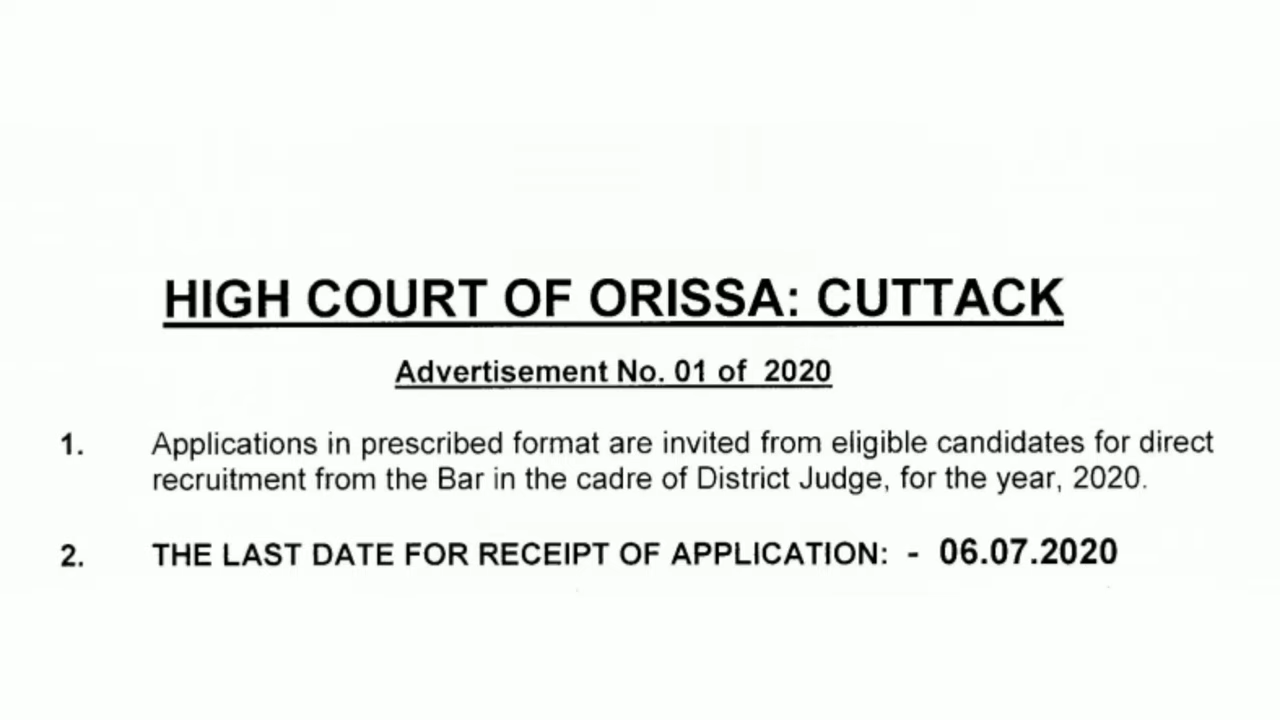 HIGH COURT OF ORISSA: CUTTACK
Advertisement No. 01 of 2020
1. Applications in prescribed format are invited from eligible candidates for direct
recruitment from the Bar in the cadre of District Judge, for the year, 2020.
2. THE LAST DATE FOR RECEIPT OF APPLICATION: - 06.07.2020